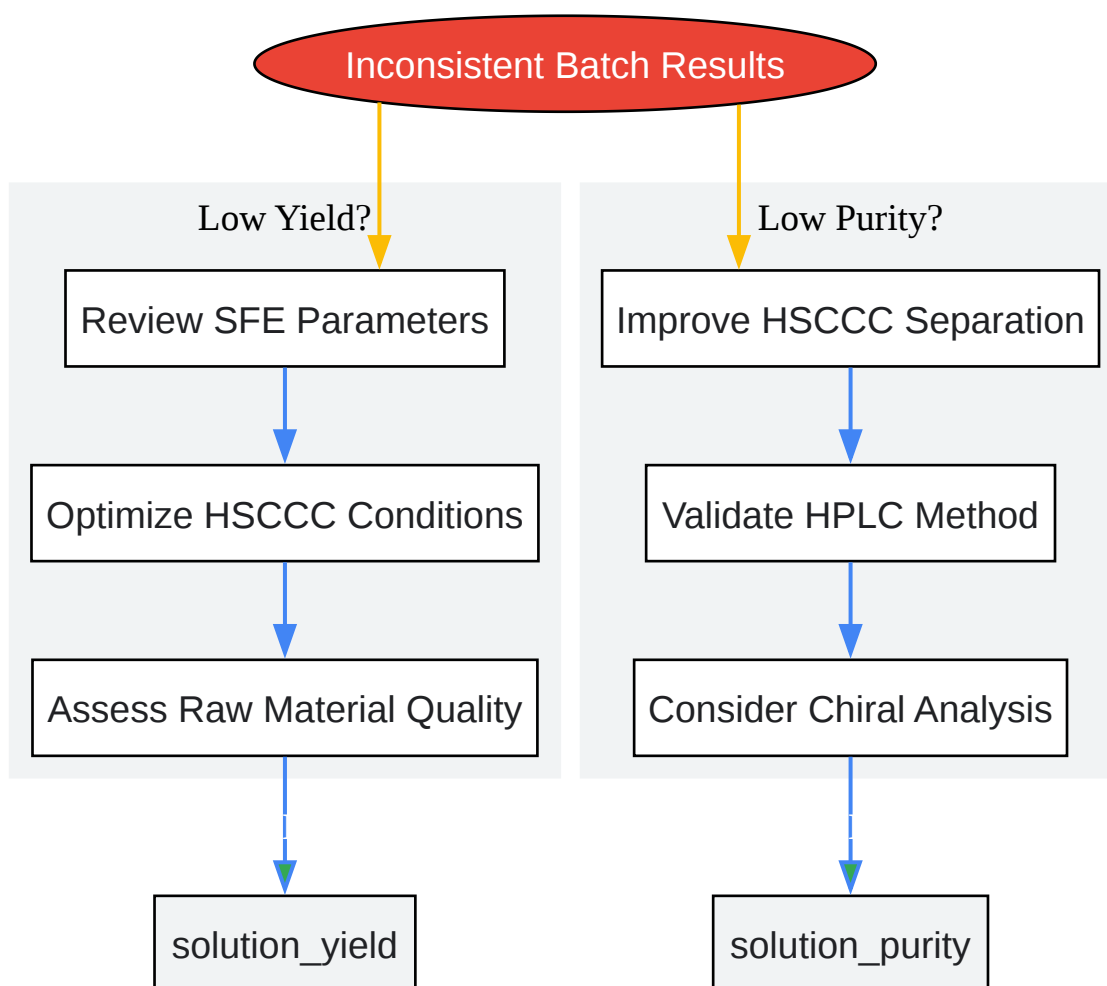 Inconsistent Batch Results
Low Yield?
Review SFE Parameters
Optimize HSCCC Conditions
Assess Raw Material Quality
solution_yield
Low Purity?
Improve HSCCC Separation
Validate HPLC Method
Consider Chiral Analysis
solution_purity